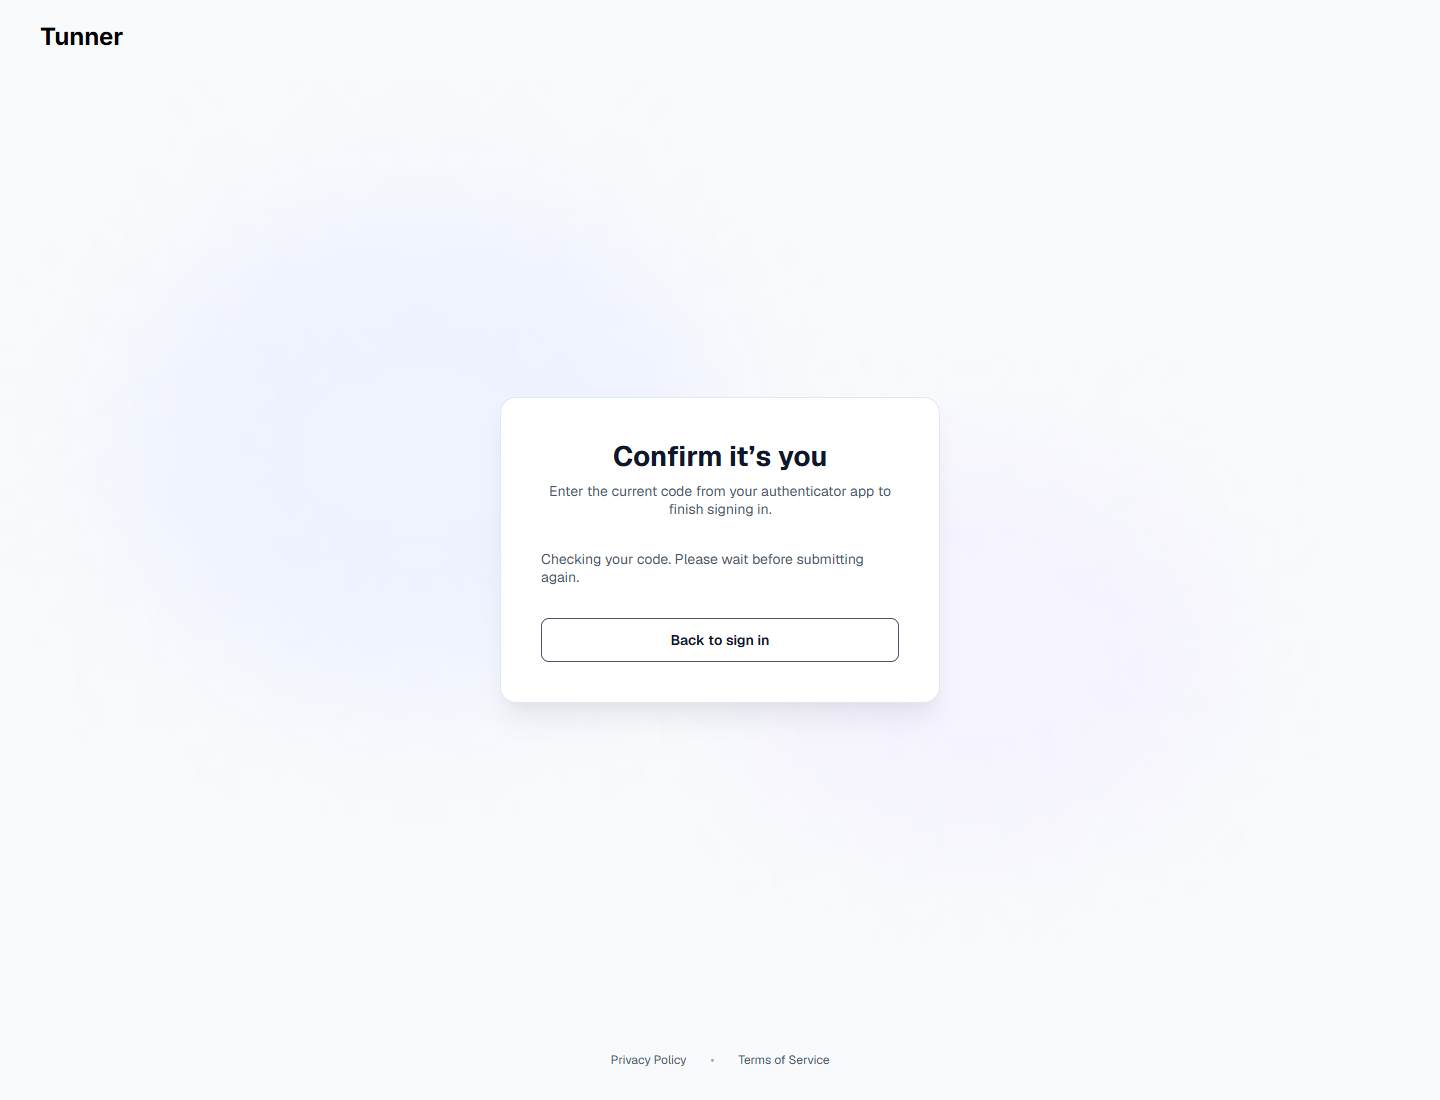 Tunner
Confirm it’s you
Enter the current code from your authenticator app to
finish signing in.
Checking your code. Please wait before submitting
again.
Back to sign in
Privacy Policy • Terms of Service